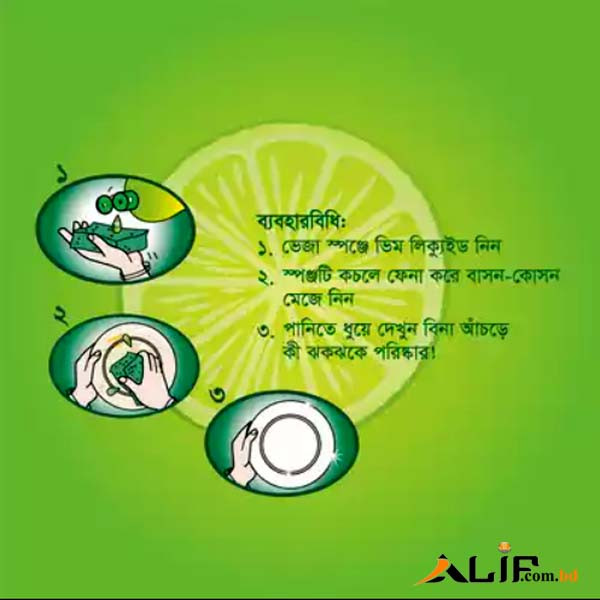 ১
ব্যবহারবিধি:
১. ভেজা স্পঞ্জে ভিম লিক্যুইড নিন
২. স্পঞ্জটি কচলে ফেনা করে বাসন-কোসন
মেজে নিন
৩. পানিতে ধুয়ে দেখুন বিনা আঁচড়ে
কী ঝকঝকে পরিষ্কার!
২
৩
ALIF.com.bd